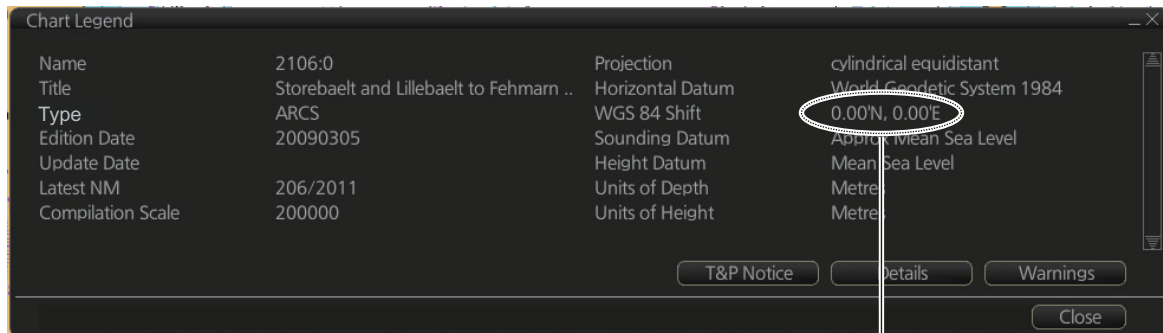 Chart Legend
Name 2106:0 Projection cylindrical equidistant
Title Storebaelt and Lillebaelt to Fehmarn .. Horizontal Datum World Geodetic System 1984
Type ARCS WGS 84 Shift 0.00'N, 0.00'E
Edition Date 20090305 Sounding Datum Approx Mean Sea Level
Update Date Height Datum Mean Sea Level
Latest NM 206/2011 Units of Depth Metres
Compilation Scale 200000 Units of Height Metres
T&P Notice Details Warnings
Close